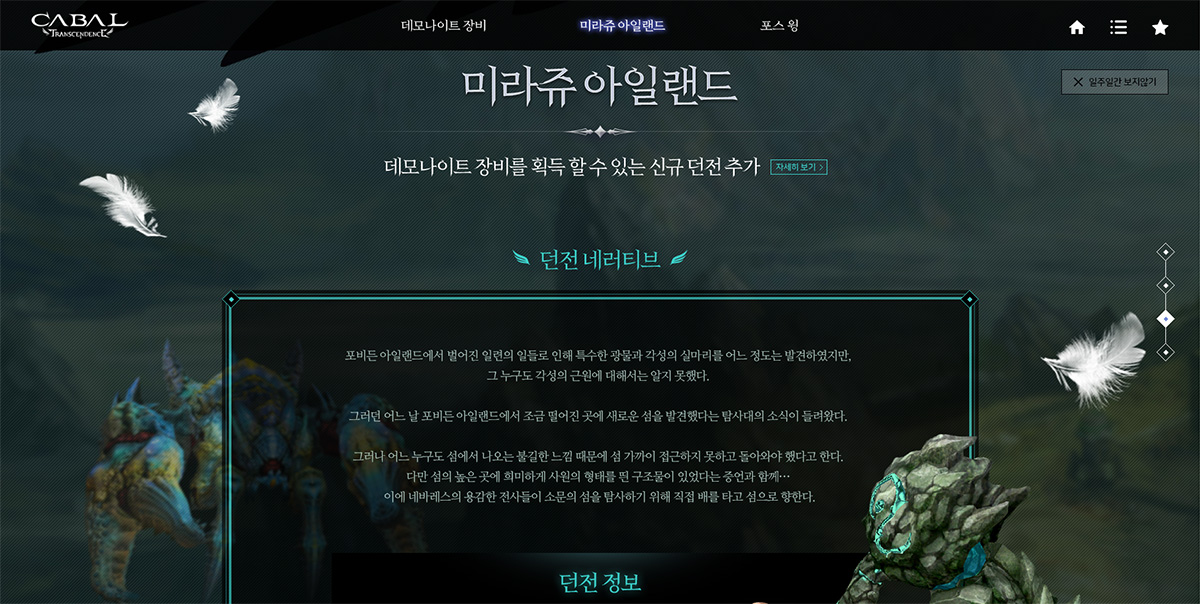 CABAL
TRANSCENDENCE
데모나이트 장비
미라쥬 아일랜드
포스 윙
미라쥬 아일랜드
일주일간 보지않기
데모나이트 장비를 획득 할 수 있는 신규 던전 추가
자세히 보기 >
던전 네러티브
포비든 아일랜드에서 벌어진 일련의 일들로 인해 특수한 광물과 각성의 실마리를 어느 정도는 발견하였지만,
그 누구도 각성의 근원에 대해서는 알지 못했다.
그러던 어느 날 포비든 아일랜드에서 조금 떨어진 곳에 새로운 섬을 발견했다는 탐사대의 소식이 들려왔다.
그러나 어느 누구도 섬에서 나오는 불길한 느낌 때문에 섬 가까이 접근하지 못하고 돌아와야 했다고 한다.
다만 섬의 높은 곳에 희미하게 사원의 형태를 띈 구조물이 있었다는 증언과 함께…
이에 네바레스의 용감한 전사들이 소문의 섬을 탐사하기 위해 직접 배를 타고 섬으로 향한다.
던전 정보